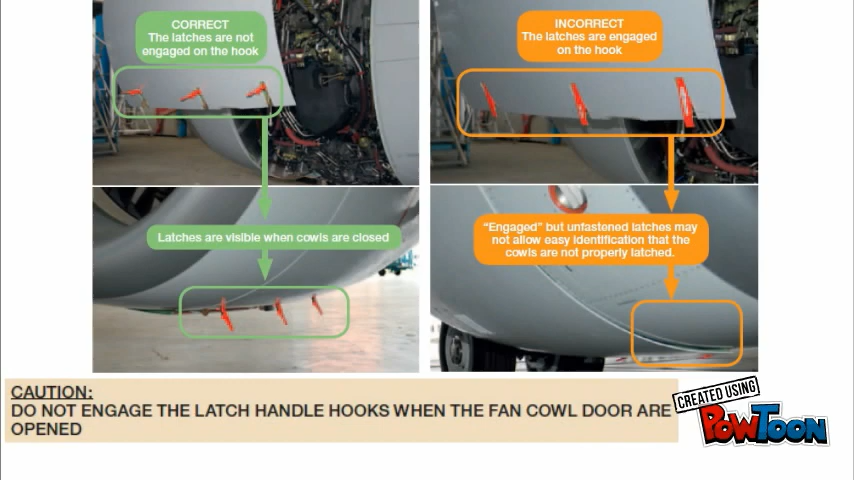 CORRECT
The latches are not
engaged on the hook
INCORRECT
The latches are engaged
on the hook
Latches are visible when cowls are closed
“Engaged” but unfastened latches may
not allow easy identification that the
cowls are not properly latched.
CAUTION:
DO NOT ENGAGE THE LATCH HANDLE HOOKS WHEN THE FAN COWL DOOR ARE
OPENED
CREATED USING
POWTOON